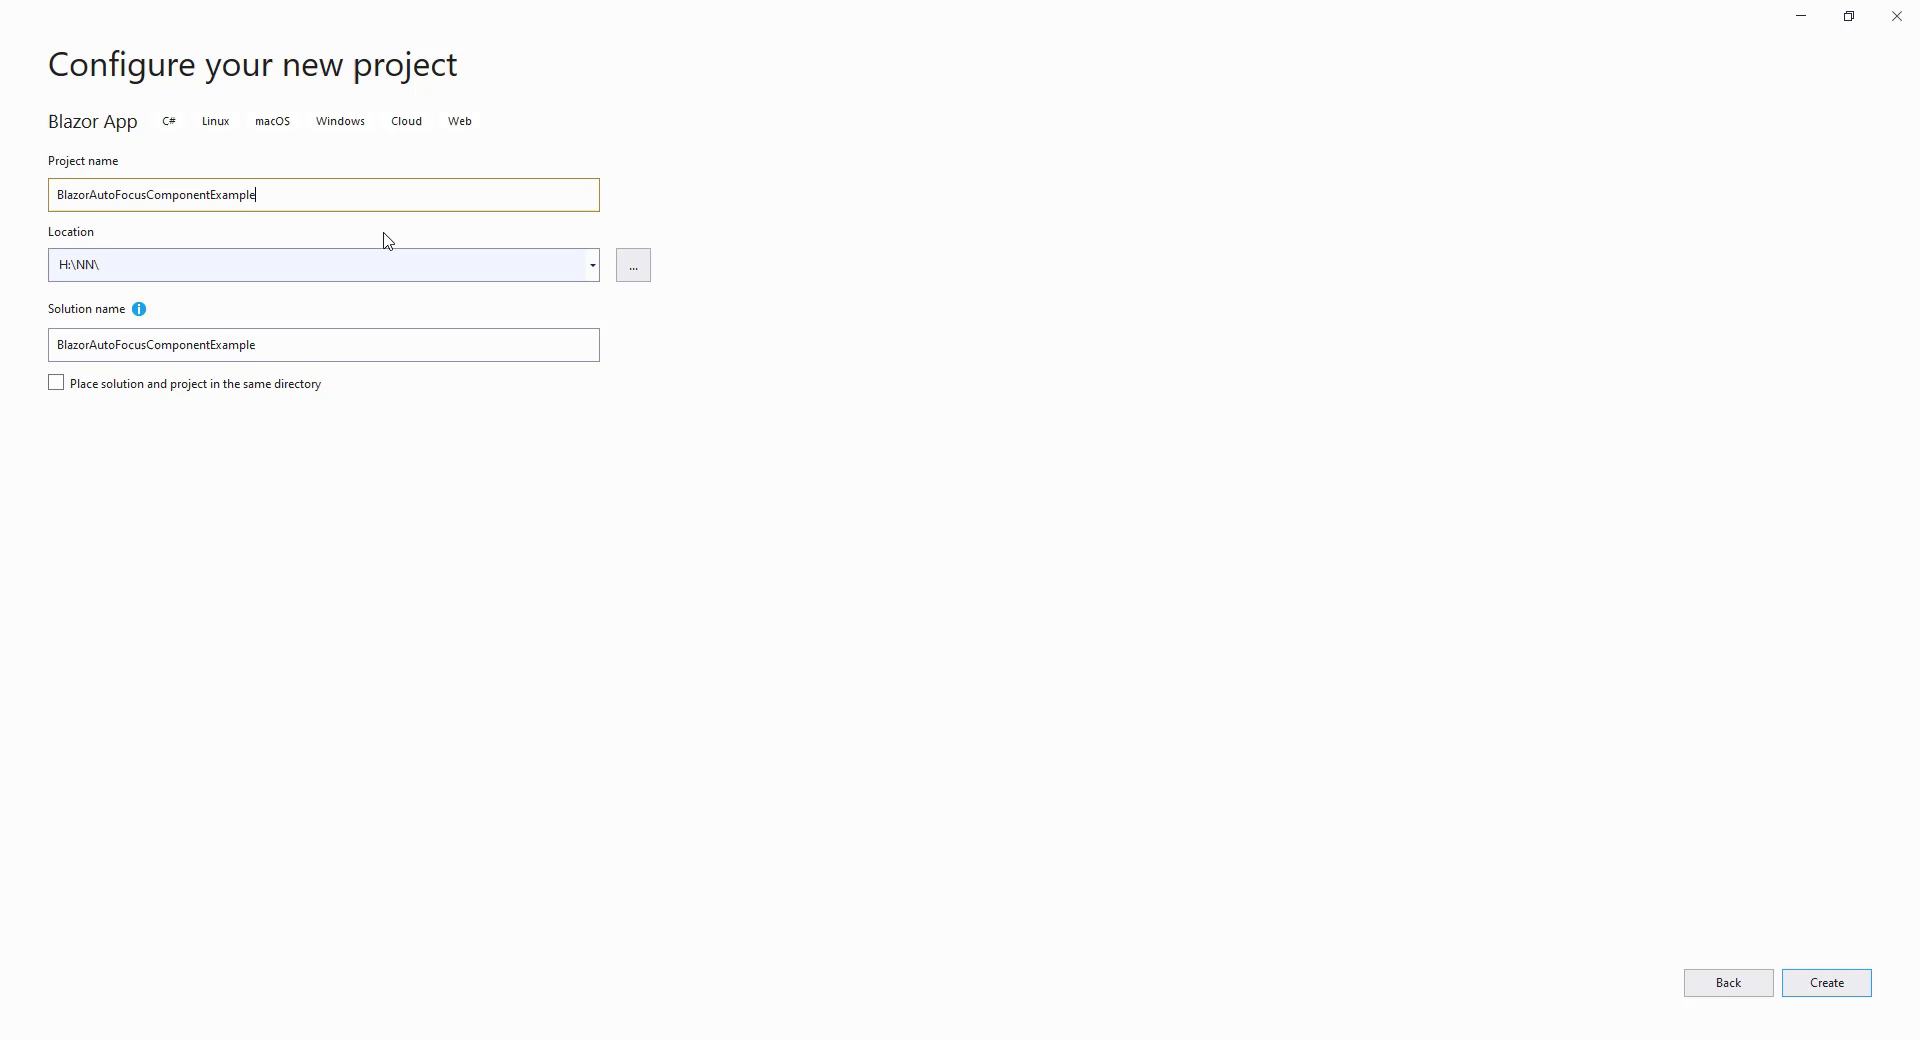 Configure your new project
Blazor App C# Linux macOS Windows Cloud Web
Project name
BlazorAutoFocusComponentExample
Location
H:\NN\
...
Solution name
BlazorAutoFocusComponentExample
Place solution and project in the same directory
Back Create